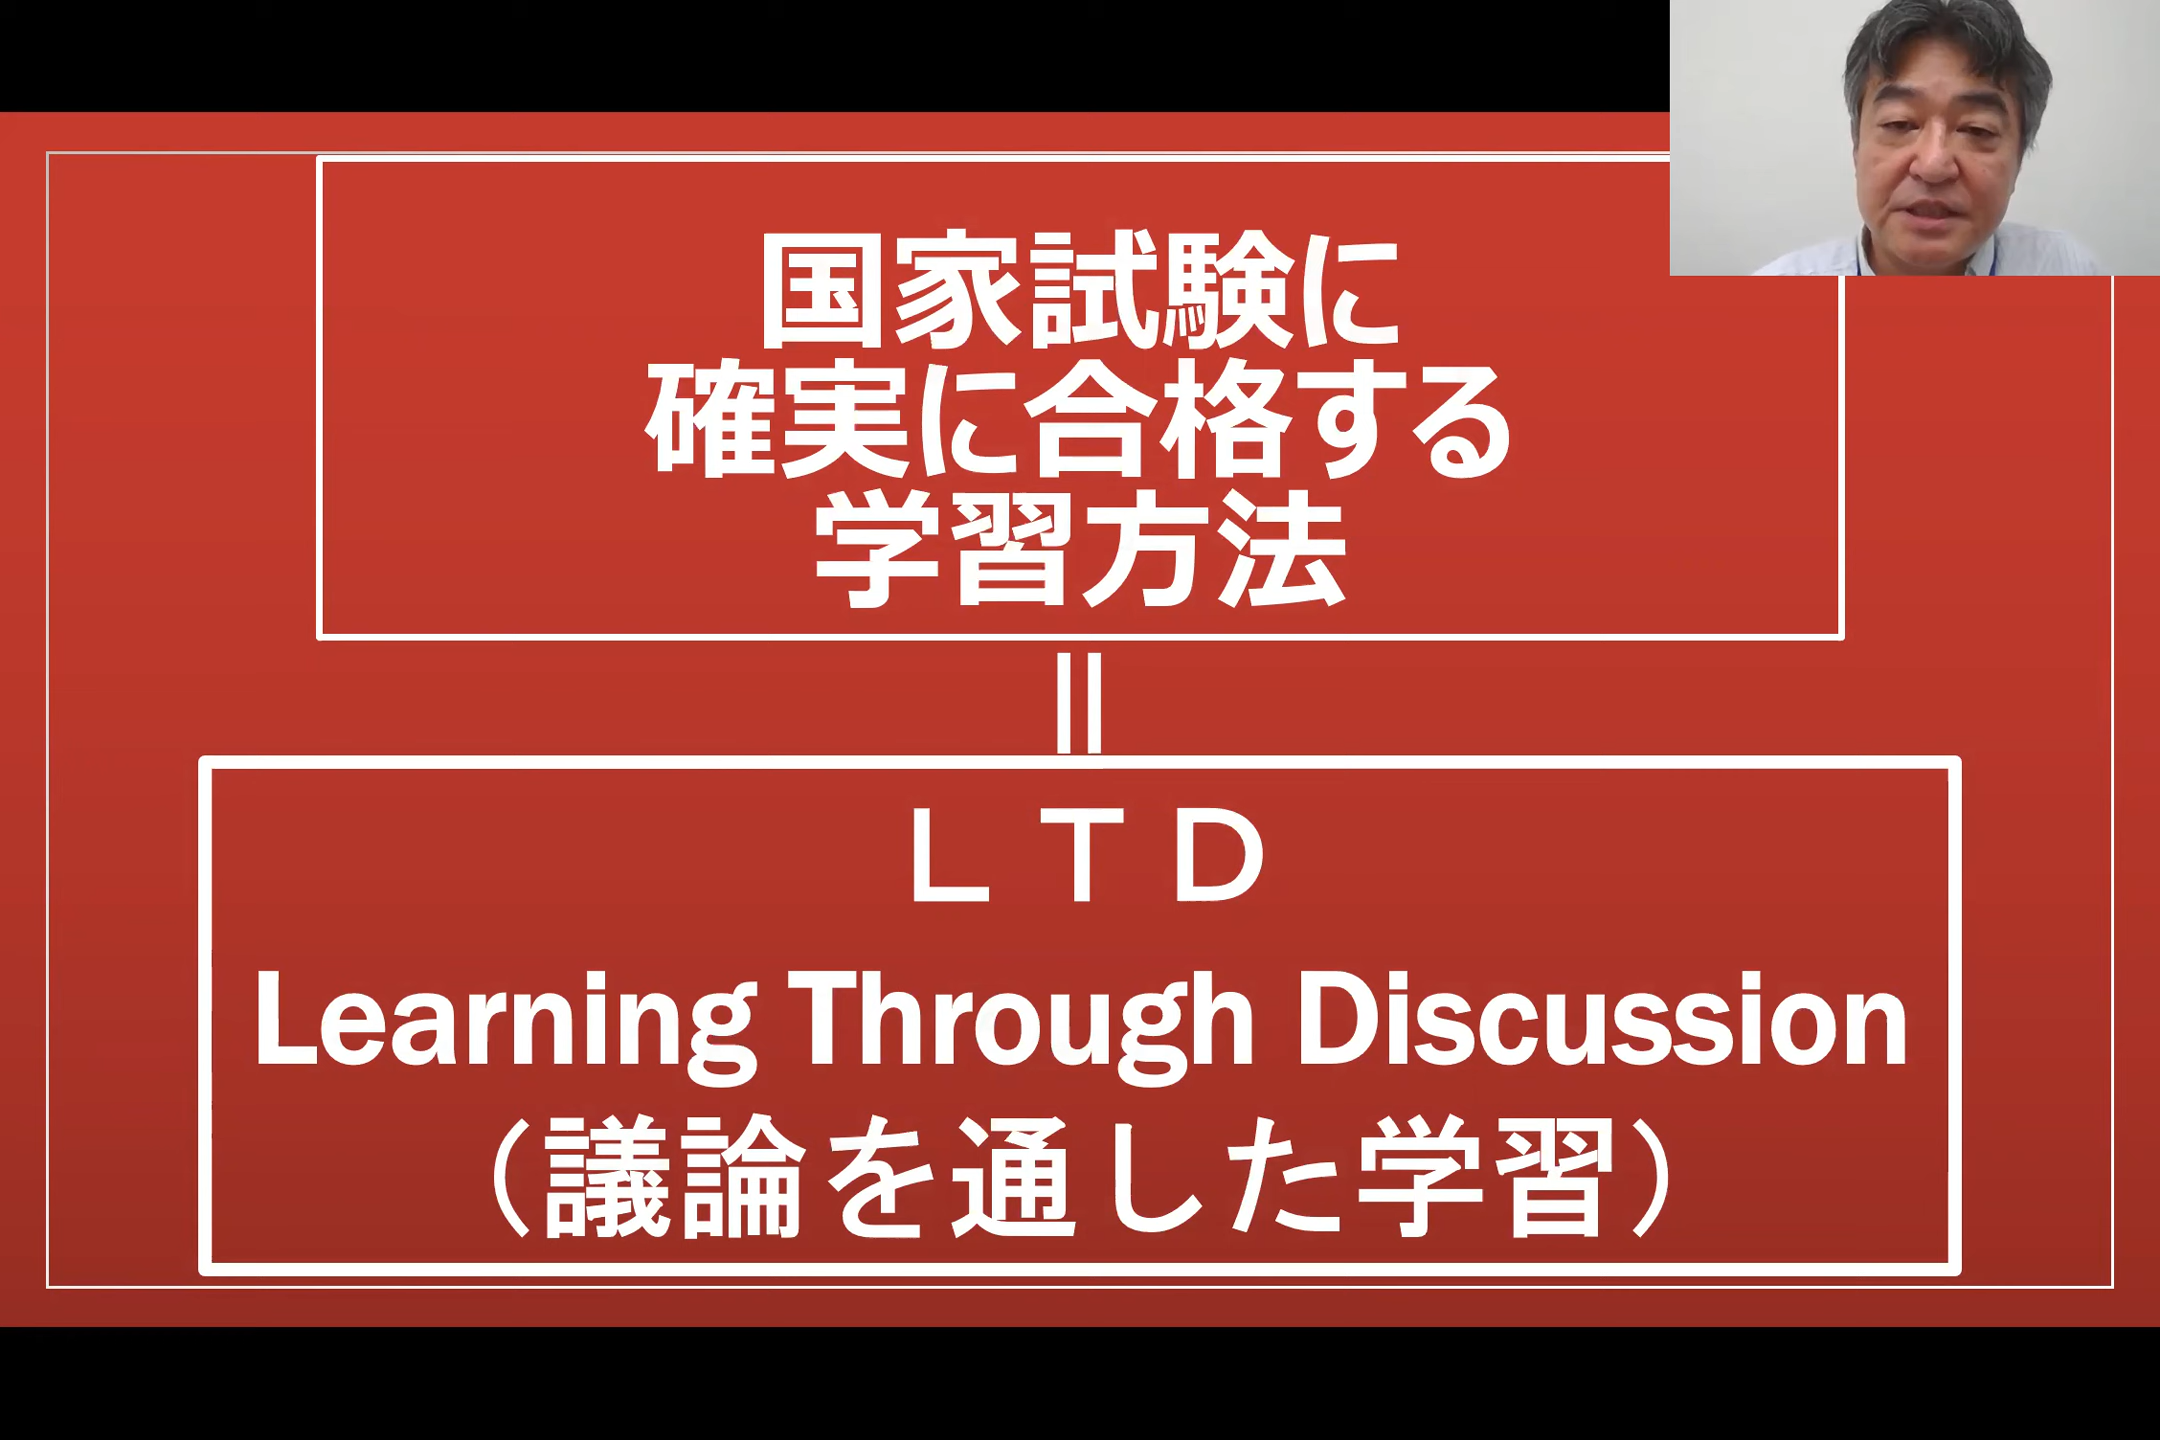 国家試験に
確実に合格する
学習方法
＝
ＬＴＤ
Learning Through Discussion
（議論を通した学習）